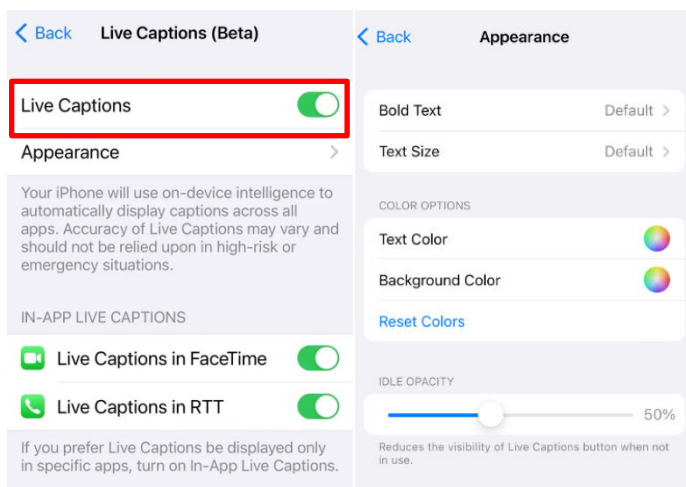 Back
Live Captions (Beta)
Live Captions
Appearance
Your iPhone will use on-device intelligence to
automatically display captions across all
apps. Accuracy of Live Captions may vary and
should not be relied upon in high-risk or
emergency situations.
IN-APP LIVE CAPTIONS
Live Captions in FaceTime
Live Captions in RTT
If you prefer Live Captions be displayed only
in specific apps, turn on In-App Live Captions.
Back
Appearance
Bold Text Default
Text Size Default
COLOR OPTIONS
Text Color
Background Color
Reset Colors
IDLE OPACITY
50%
Reduces the visibility of Live Captions button when not
in use.